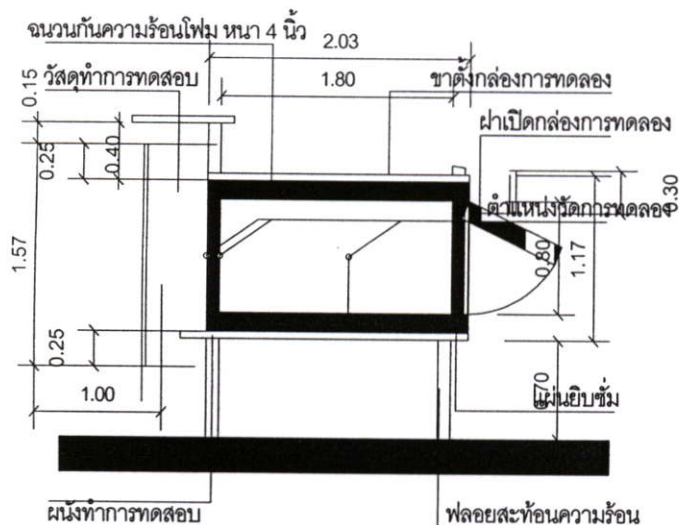 ฉนวนกันความร้อนโฟม หนา 4 นิ้ว
2.03
วัสดุทำการทดสอบ
1.80
ขาตั้งกล่องการทดลอง
0.15
ฝาเปิดกล่องการทดลอง
0.25
0.40
0.30
ตำแหน่งวัดการทดลอง
1.57
0.80
1.17
0.25
1.00
0.70
แผ่นยิบซั่ม
ผนังทำการทดสอบ
ฟลอยสะท้อนความร้อน